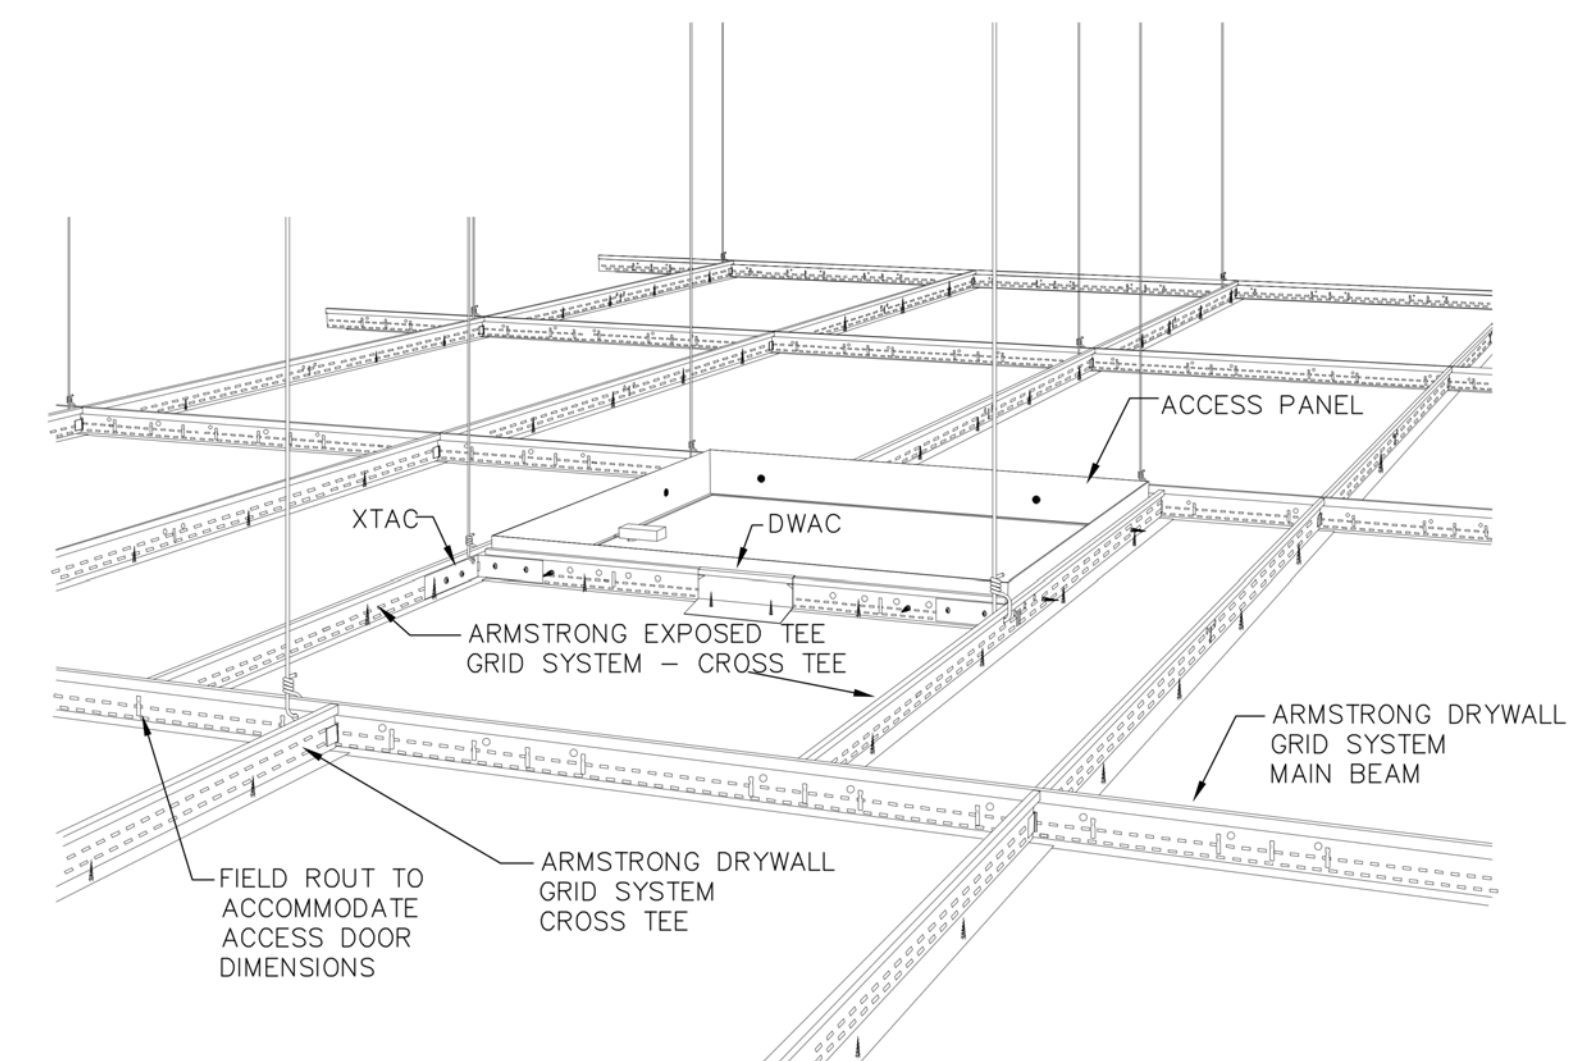 ACCESS PANEL
XTAC
DWAC
ARMSTRONG EXPOSED TEE
GRID SYSTEM – CROSS TEE
ARMSTRONG DRYWALL
GRID SYSTEM
MAIN BEAM
ARMSTRONG DRYWALL
GRID SYSTEM
CROSS TEE
FIELD ROUT TO
ACCOMMODATE
ACCESS DOOR
DIMENSIONS